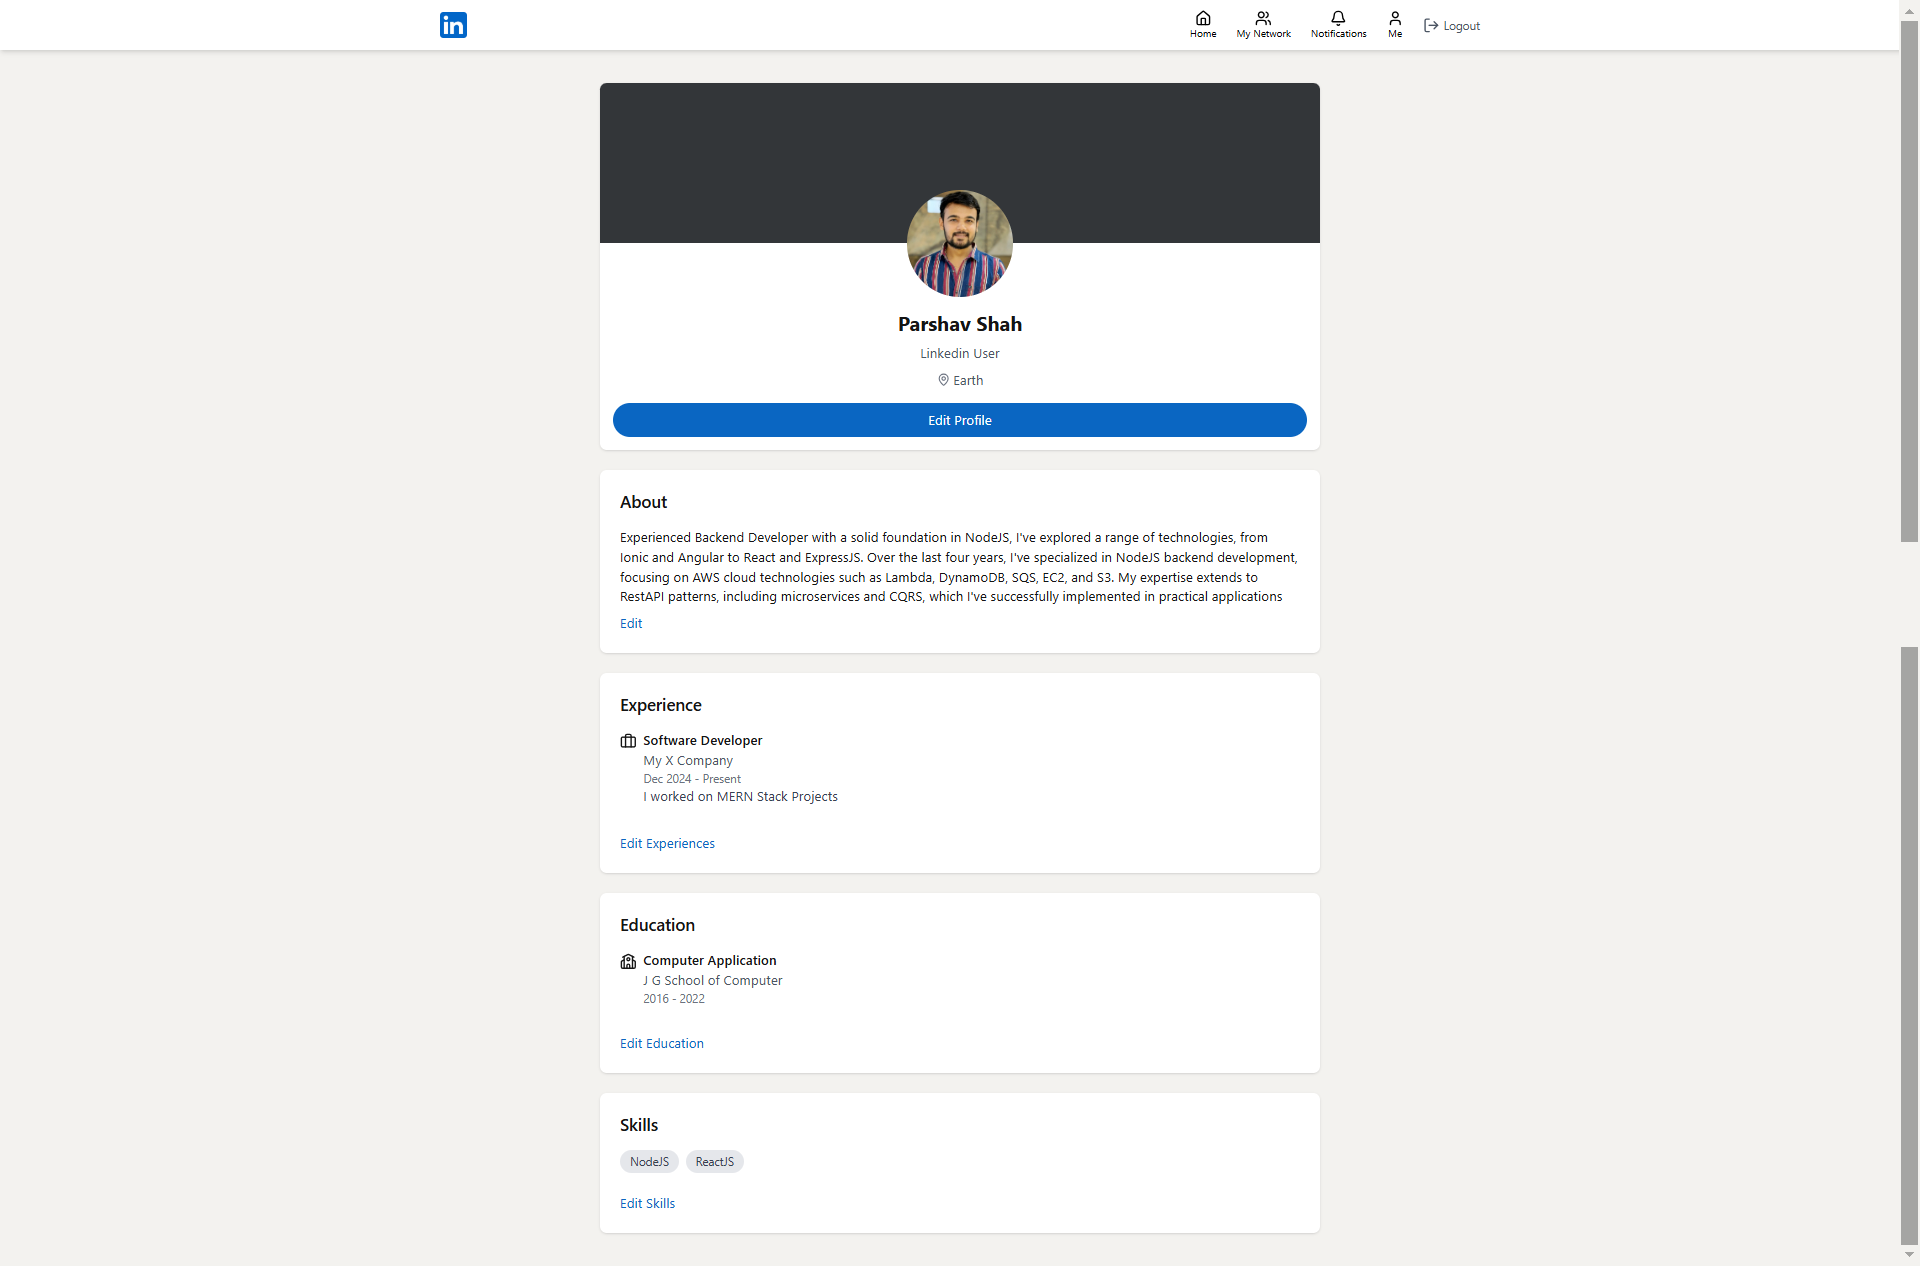 in
Home
My Network
Notifications
Me
Logout
Parshav Shah
Linkedin User
Earth
Edit Profile
About
Experienced Backend Developer with a solid foundation in NodeJS, I've explored a range of technologies, from
Ionic and Angular to React and ExpressJS. Over the last four years, I've specialized in NodeJS backend development,
focusing on AWS cloud technologies such as Lambda, DynamoDB, SQS, EC2, and S3. My expertise extends to
RestAPI patterns, including microservices and CQRS, which I've successfully implemented in practical applications
Edit
Experience
Software Developer
My X Company
Dec 2024 - Present
I worked on MERN Stack Projects
Edit Experiences
Education
Computer Application
J G School of Computer
2016 - 2022
Edit Education
Skills
NodeJS
ReactJS
Edit Skills